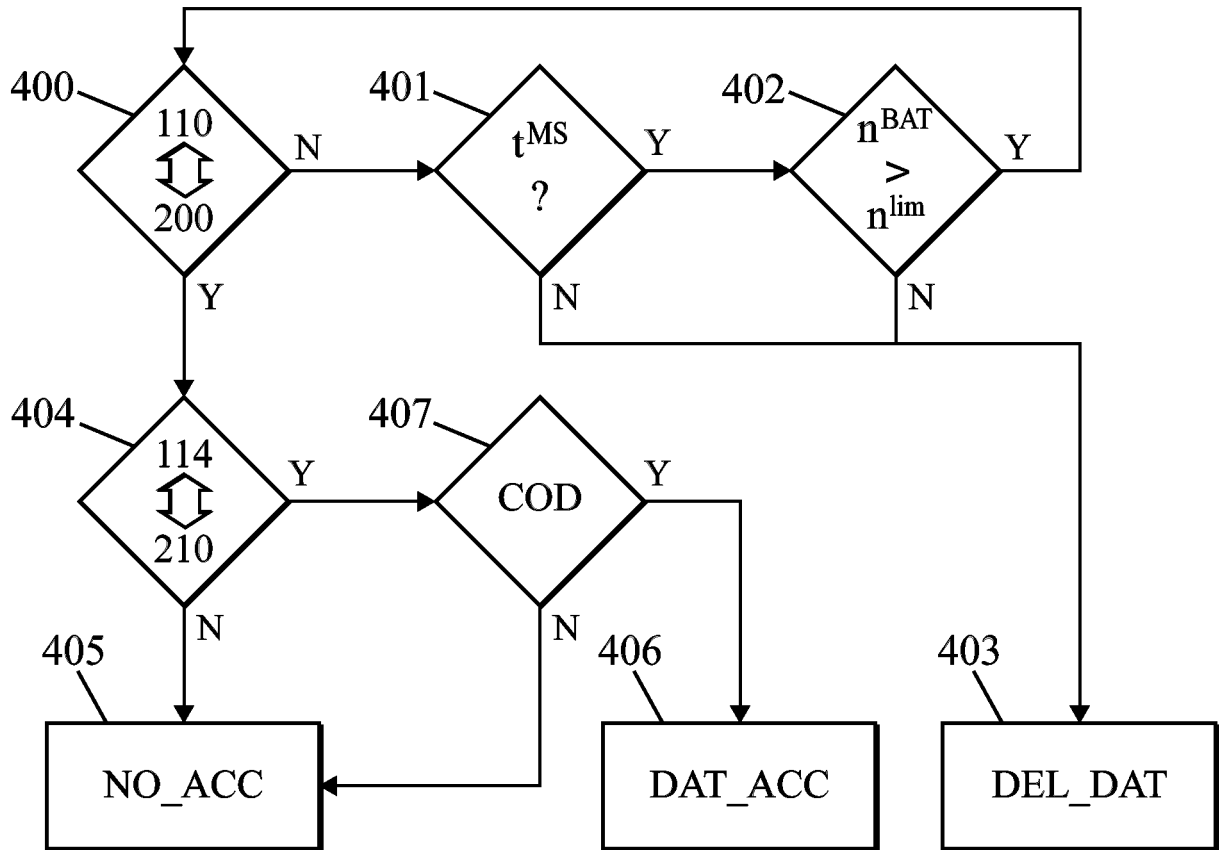 400
401
402
110
200
N
Y
t^MS
?
Y
N
n^BAT
>
n^lim
Y
N
404
407
114
210
Y
N
COD
Y
N
405
406
403
NO_ACC
DAT_ACC
DEL_DAT